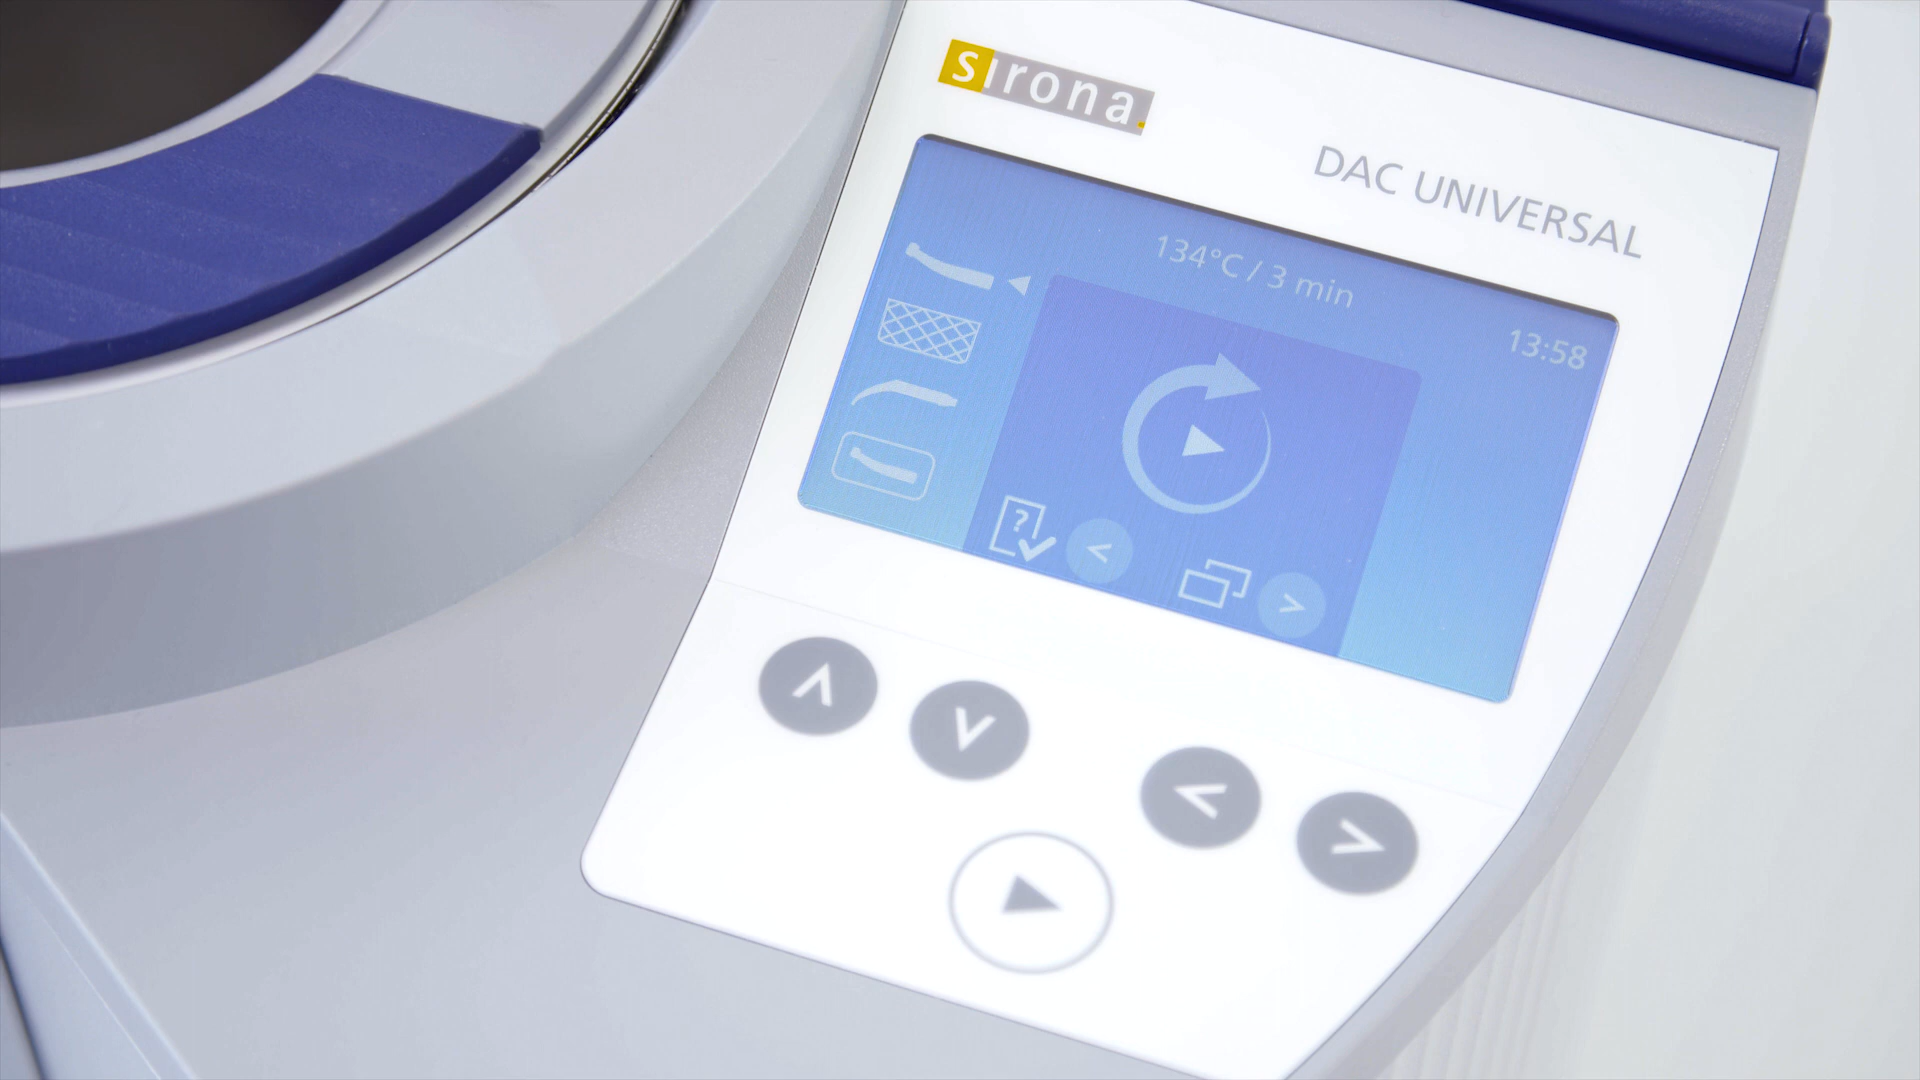 sirona.
DAC UNIVERSAL
134°C / 3 min
13:58
?
<
>